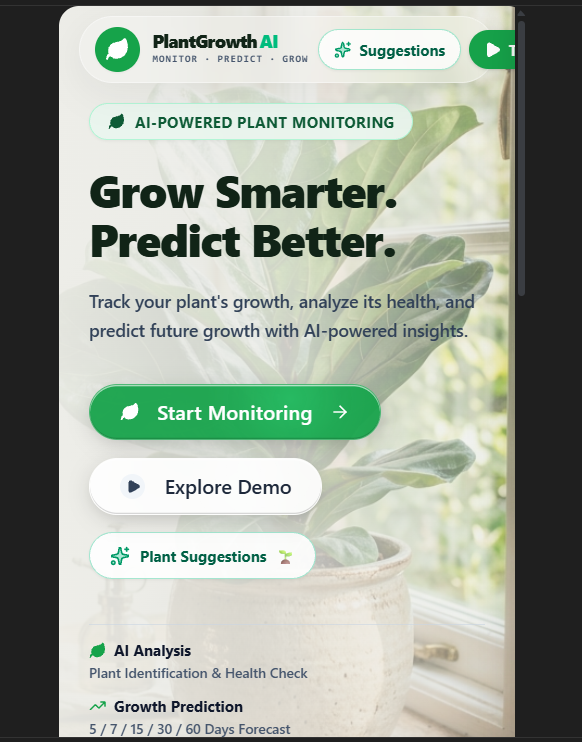 PlantGrowth AI
MONITOR · PREDICT · GROW
Suggestions
AI-POWERED PLANT MONITORING
Grow Smarter.
Predict Better.
Track your plant's growth, analyze its health, and
predict future growth with AI-powered insights.
Start Monitoring
Explore Demo
Plant Suggestions
AI Analysis
Plant Identification & Health Check
Growth Prediction
5 / 7 / 15 / 30 / 60 Days Forecast